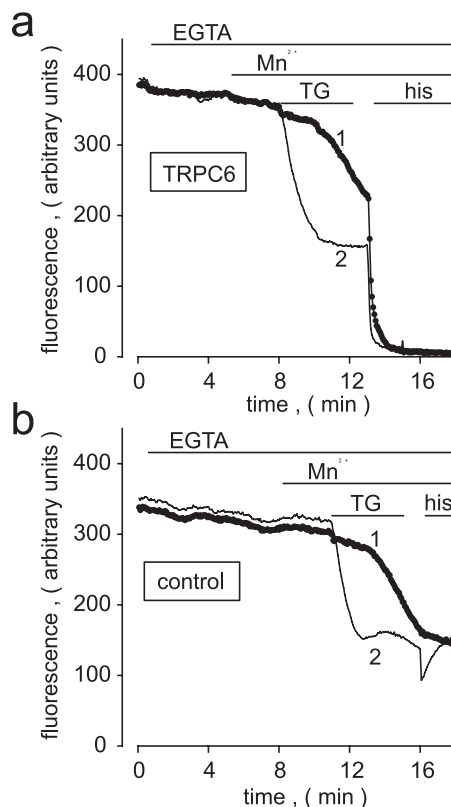 a
EGTA
Mn²⁺
TG his
400
300
200
100
0
fluorescence , ( arbitrary units )
1
TRPC6
2
0 4 8 12 16
time , ( min )
b
EGTA
Mn²⁺
TG his
400
300
200
100
0
fluorescence , ( arbitrary units )
1
control
2
0 4 8 12 16
time , ( min )